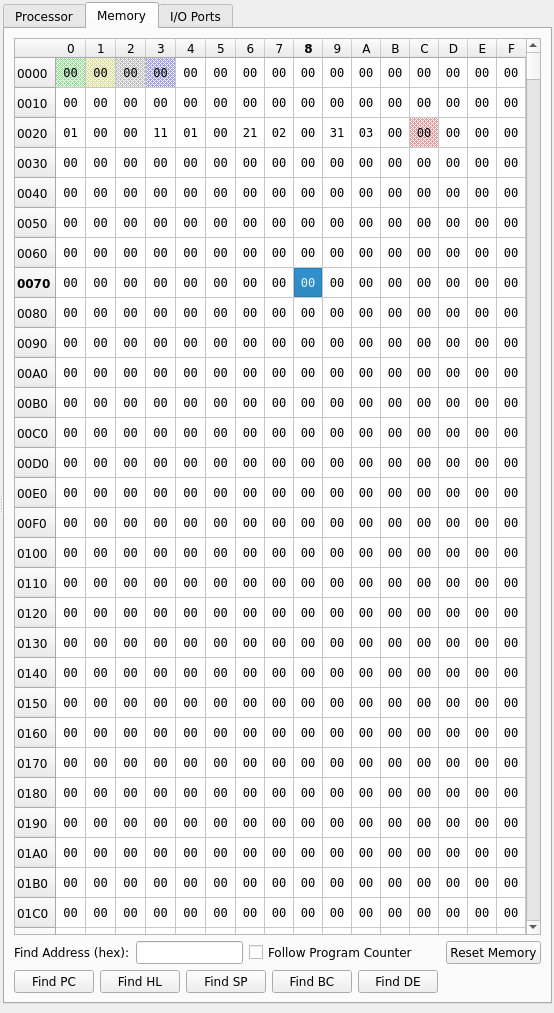 Processor Memory I/O Ports
0 1 2 3 4 5 6 7 8 9 A B C D E F
0000 00 00 00 00 00 00 00 00 00 00 00 00 00 00 00 00
0010 00 00 00 00 00 00 00 00 00 00 00 00 00 00 00 00
0020 01 00 00 11 01 00 21 02 00 31 03 00 00 00 00 00
0030 00 00 00 00 00 00 00 00 00 00 00 00 00 00 00 00
0040 00 00 00 00 00 00 00 00 00 00 00 00 00 00 00 00
0050 00 00 00 00 00 00 00 00 00 00 00 00 00 00 00 00
0060 00 00 00 00 00 00 00 00 00 00 00 00 00 00 00 00
0070 00 00 00 00 00 00 00 00 00 00 00 00 00 00 00 00
0080 00 00 00 00 00 00 00 00 00 00 00 00 00 00 00 00
0090 00 00 00 00 00 00 00 00 00 00 00 00 00 00 00 00
00A0 00 00 00 00 00 00 00 00 00 00 00 00 00 00 00 00
00B0 00 00 00 00 00 00 00 00 00 00 00 00 00 00 00 00
00C0 00 00 00 00 00 00 00 00 00 00 00 00 00 00 00 00
00D0 00 00 00 00 00 00 00 00 00 00 00 00 00 00 00 00
00E0 00 00 00 00 00 00 00 00 00 00 00 00 00 00 00 00
00F0 00 00 00 00 00 00 00 00 00 00 00 00 00 00 00 00
0100 00 00 00 00 00 00 00 00 00 00 00 00 00 00 00 00
0110 00 00 00 00 00 00 00 00 00 00 00 00 00 00 00 00
0120 00 00 00 00 00 00 00 00 00 00 00 00 00 00 00 00
0130 00 00 00 00 00 00 00 00 00 00 00 00 00 00 00 00
0140 00 00 00 00 00 00 00 00 00 00 00 00 00 00 00 00
0150 00 00 00 00 00 00 00 00 00 00 00 00 00 00 00 00
0160 00 00 00 00 00 00 00 00 00 00 00 00 00 00 00 00
0170 00 00 00 00 00 00 00 00 00 00 00 00 00 00 00 00
0180 00 00 00 00 00 00 00 00 00 00 00 00 00 00 00 00
0190 00 00 00 00 00 00 00 00 00 00 00 00 00 00 00 00
01A0 00 00 00 00 00 00 00 00 00 00 00 00 00 00 00 00
01B0 00 00 00 00 00 00 00 00 00 00 00 00 00 00 00 00
01C0 00 00 00 00 00 00 00 00 00 00 00 00 00 00 00 00
Find Address (hex): Follow Program Counter Reset Memory
Find PC Find HL Find SP Find BC Find DE